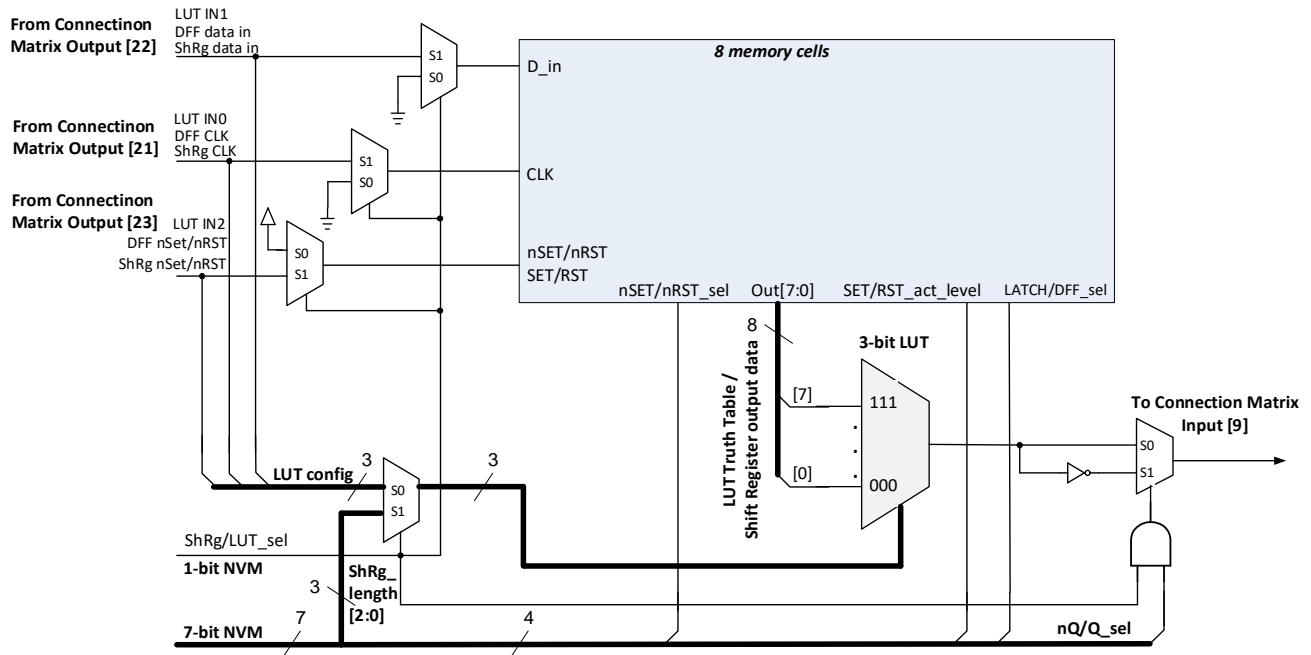 From Connectinon
Matrix Output [22]
LUT IN1
DFF data in
ShRg data in
S1
S0
8 memory cells
D_in
From Connectinon
Matrix Output [21]
LUT IN0
DFF CLK
ShRg CLK
S1
S0
CLK
From Connectinon
Matrix Output [23]
LUT IN2
DFF nSet/nRST
ShRg nSet/nRST
S0
S1
nSET/nRST
SET/RST
nSET/nRST_sel
Out[7:0]
SET/RST_act_level
LATCH/DFF_sel
8
LUT Truth Table /
Shift Register output data
3-bit LUT
[7]
111
[0]
000
To Connection Matrix
Input [9]
S0
S1
LUT config
3
S0
S1
3
ShRg/LUT_sel
1-bit NVM
3
ShRg_
length
[2:0]
7-bit NVM
7
4
nQ/Q_sel